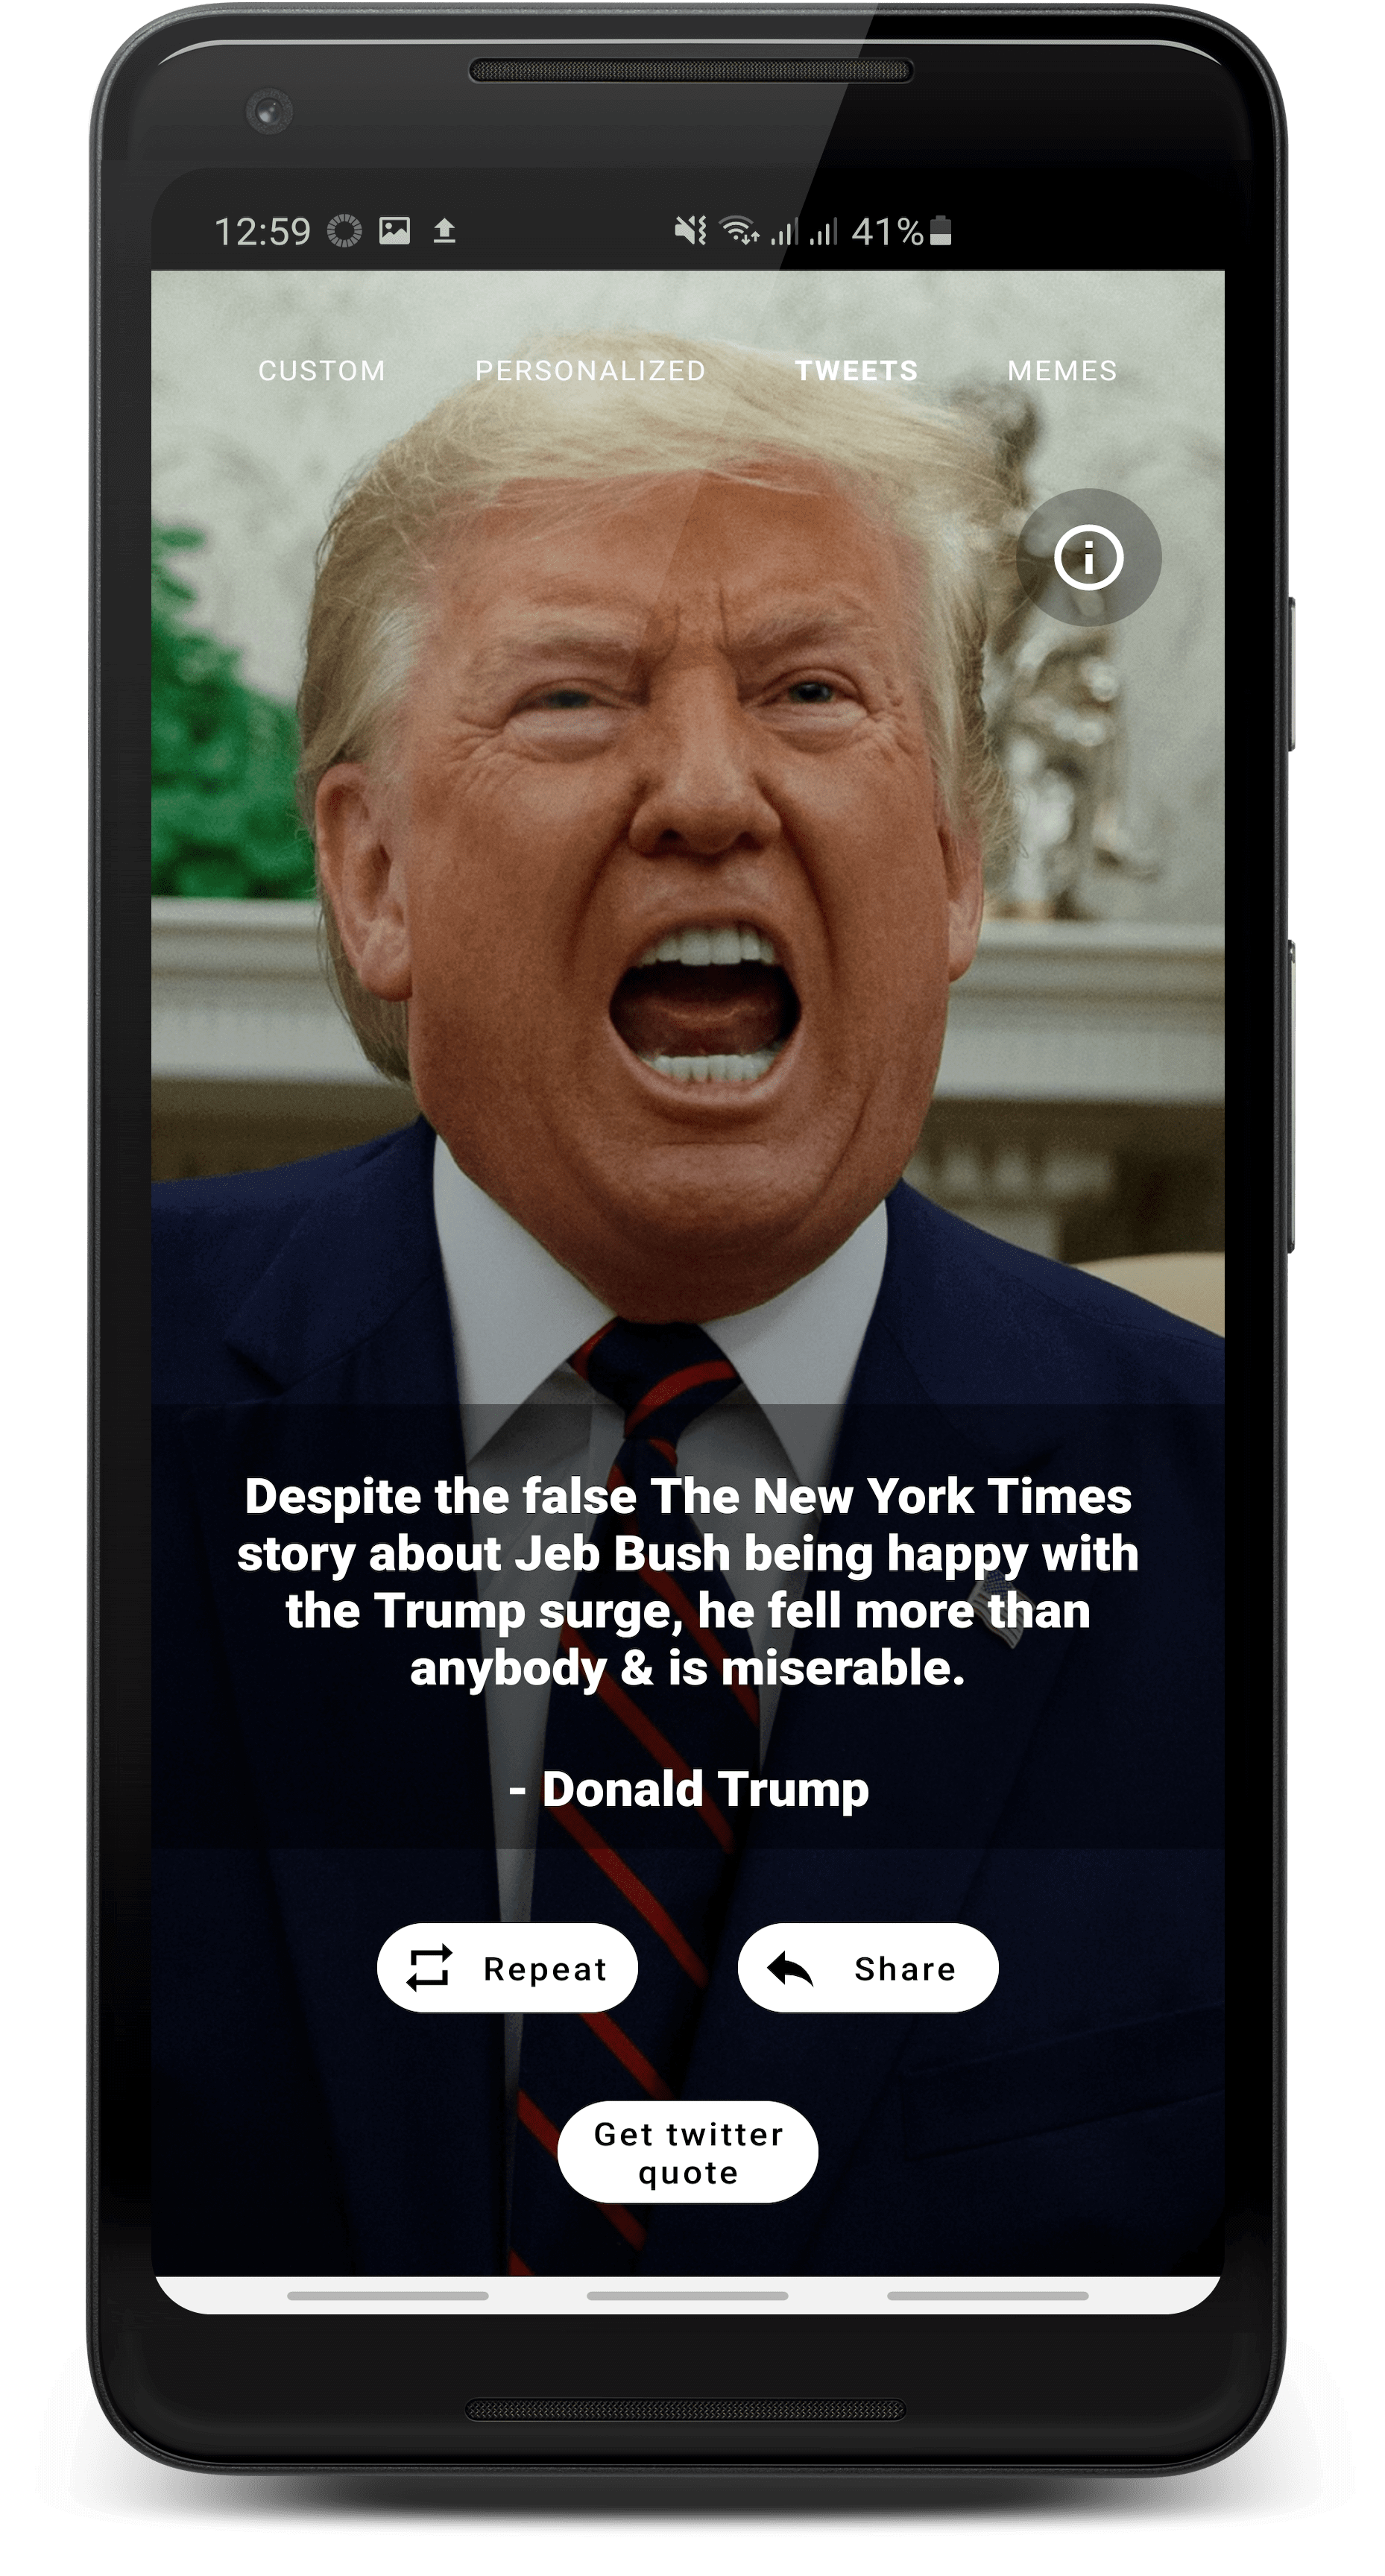 12:59 41%
CUSTOM PERSONALIZED TWEETS MEMES
Despite the false The New York Times
story about Jeb Bush being happy with
the Trump surge, he fell more than
anybody & is miserable.
- Donald Trump
Repeat Share
Get twitter
quote